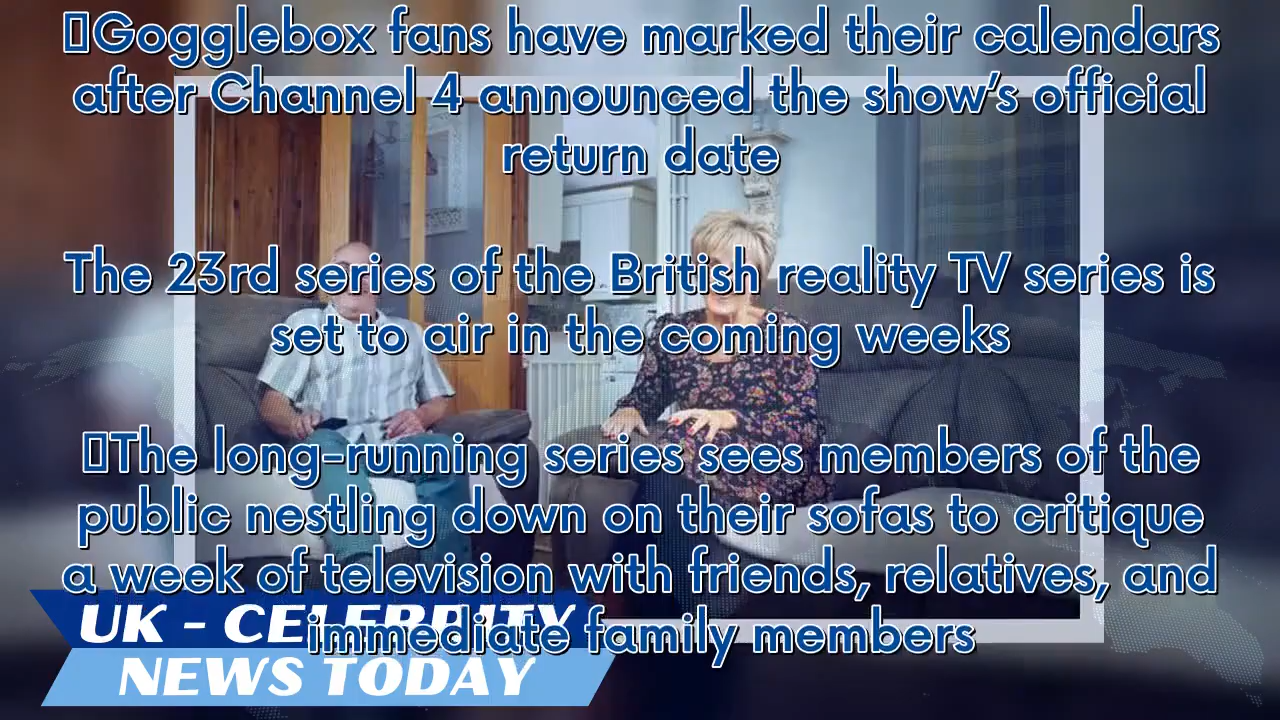 Gogglebox fans have marked their calendars
after Channel 4 announced the show's official
return date
The 23rd series of the British reality TV series is
set to air in the coming weeks
The long-running series sees members of the
public nestling down on their sofas to critique
a week of television with friends, relatives, and
immediate family members
UK - CELEBRITY
NEWS TODAY